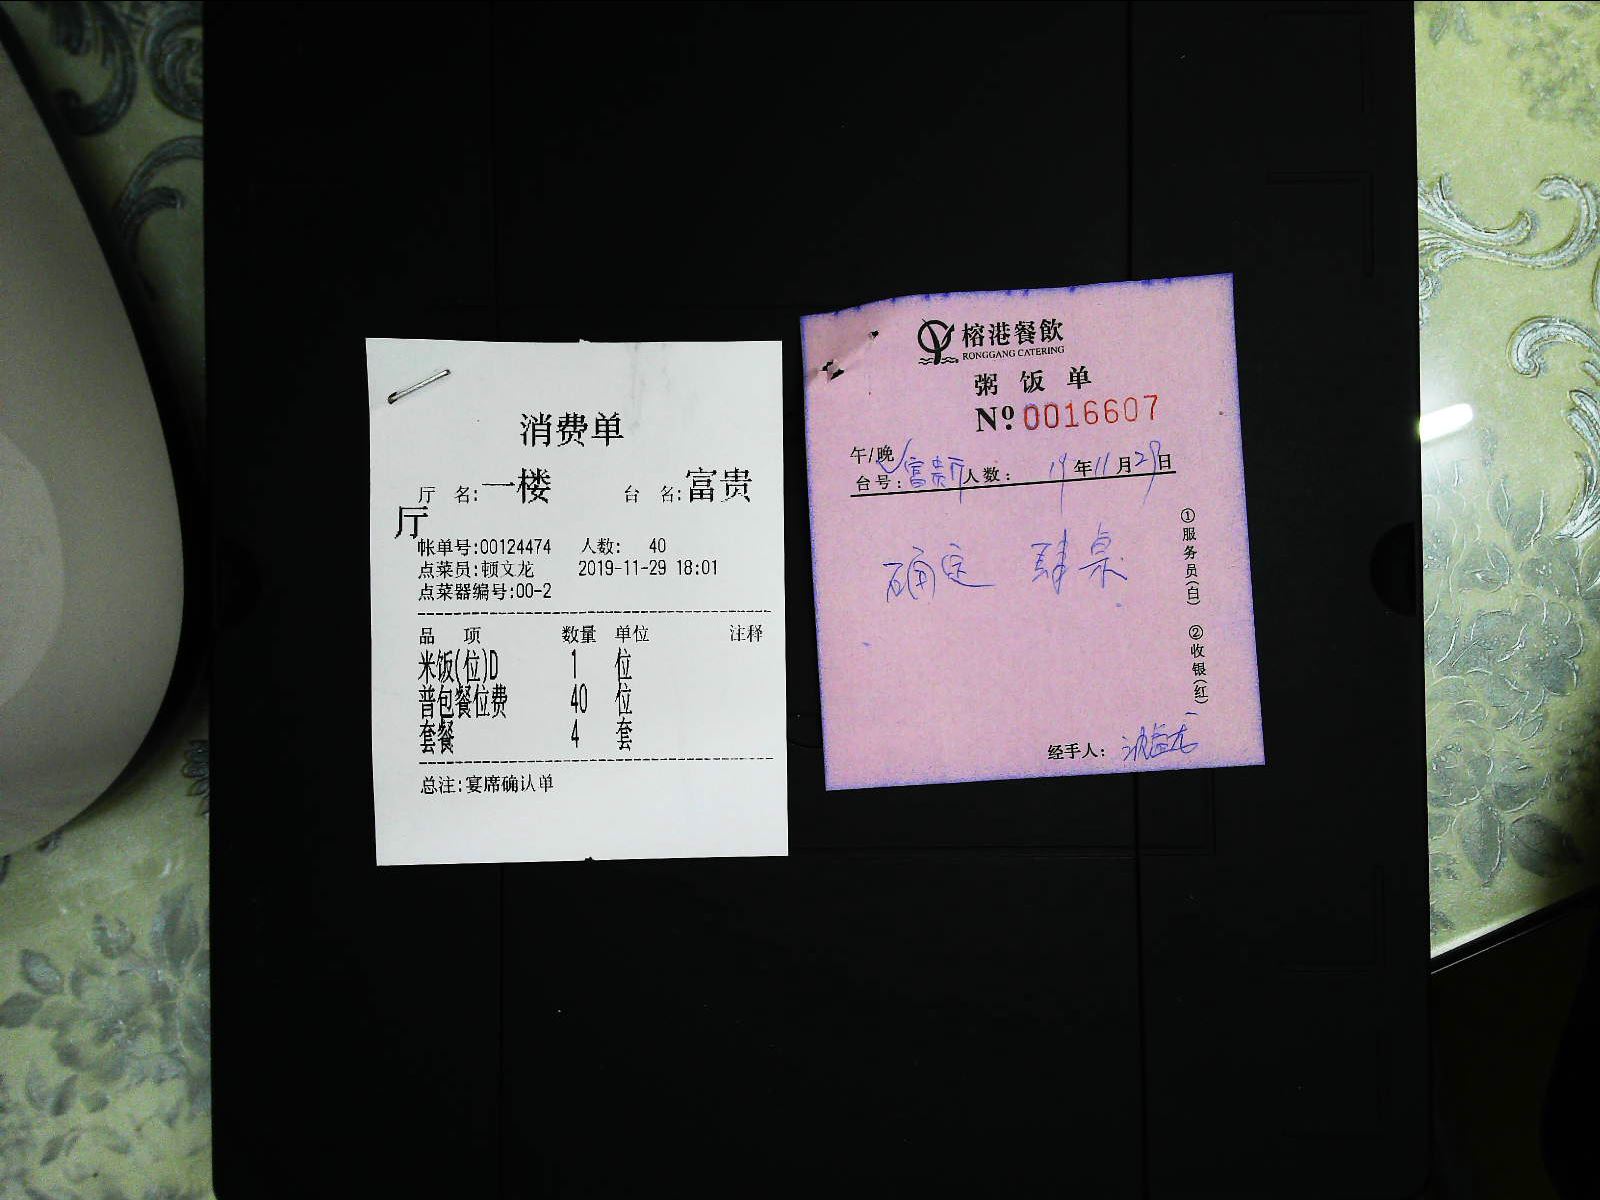 消费单
厅 名:一楼 台 名:富贵
厅
帐单号:00124474 人数: 40
点菜员:顿文龙 2019-11-29 18:01
点菜器编号:00-2
品 项 数量 单位 注释
米饭(位)D 1 位
普包餐位费 40 位
套餐 4 套
总注:宴席确认单
榕港餐飲
RONGGANG CATERING
粥饭单
Nº 0016607
午/晚
台号:富贵厅人数: 19年11月29日
确定 肆桌
①服务员(白)
②收银(红)
经手人: